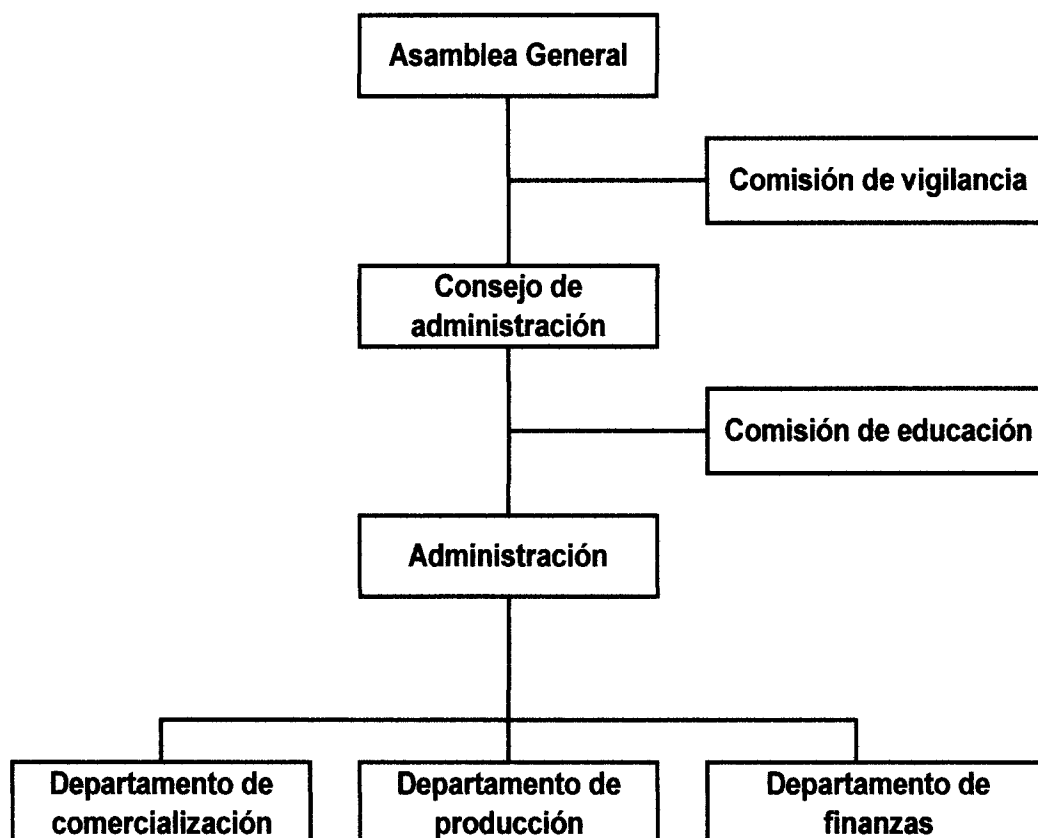 Asamblea General
Comisión de vigilancia
Consejo de
administración
Comisión de educación
Administración
Departamento de
comercialización
Departamento de
producción
Departamento de
finanzas